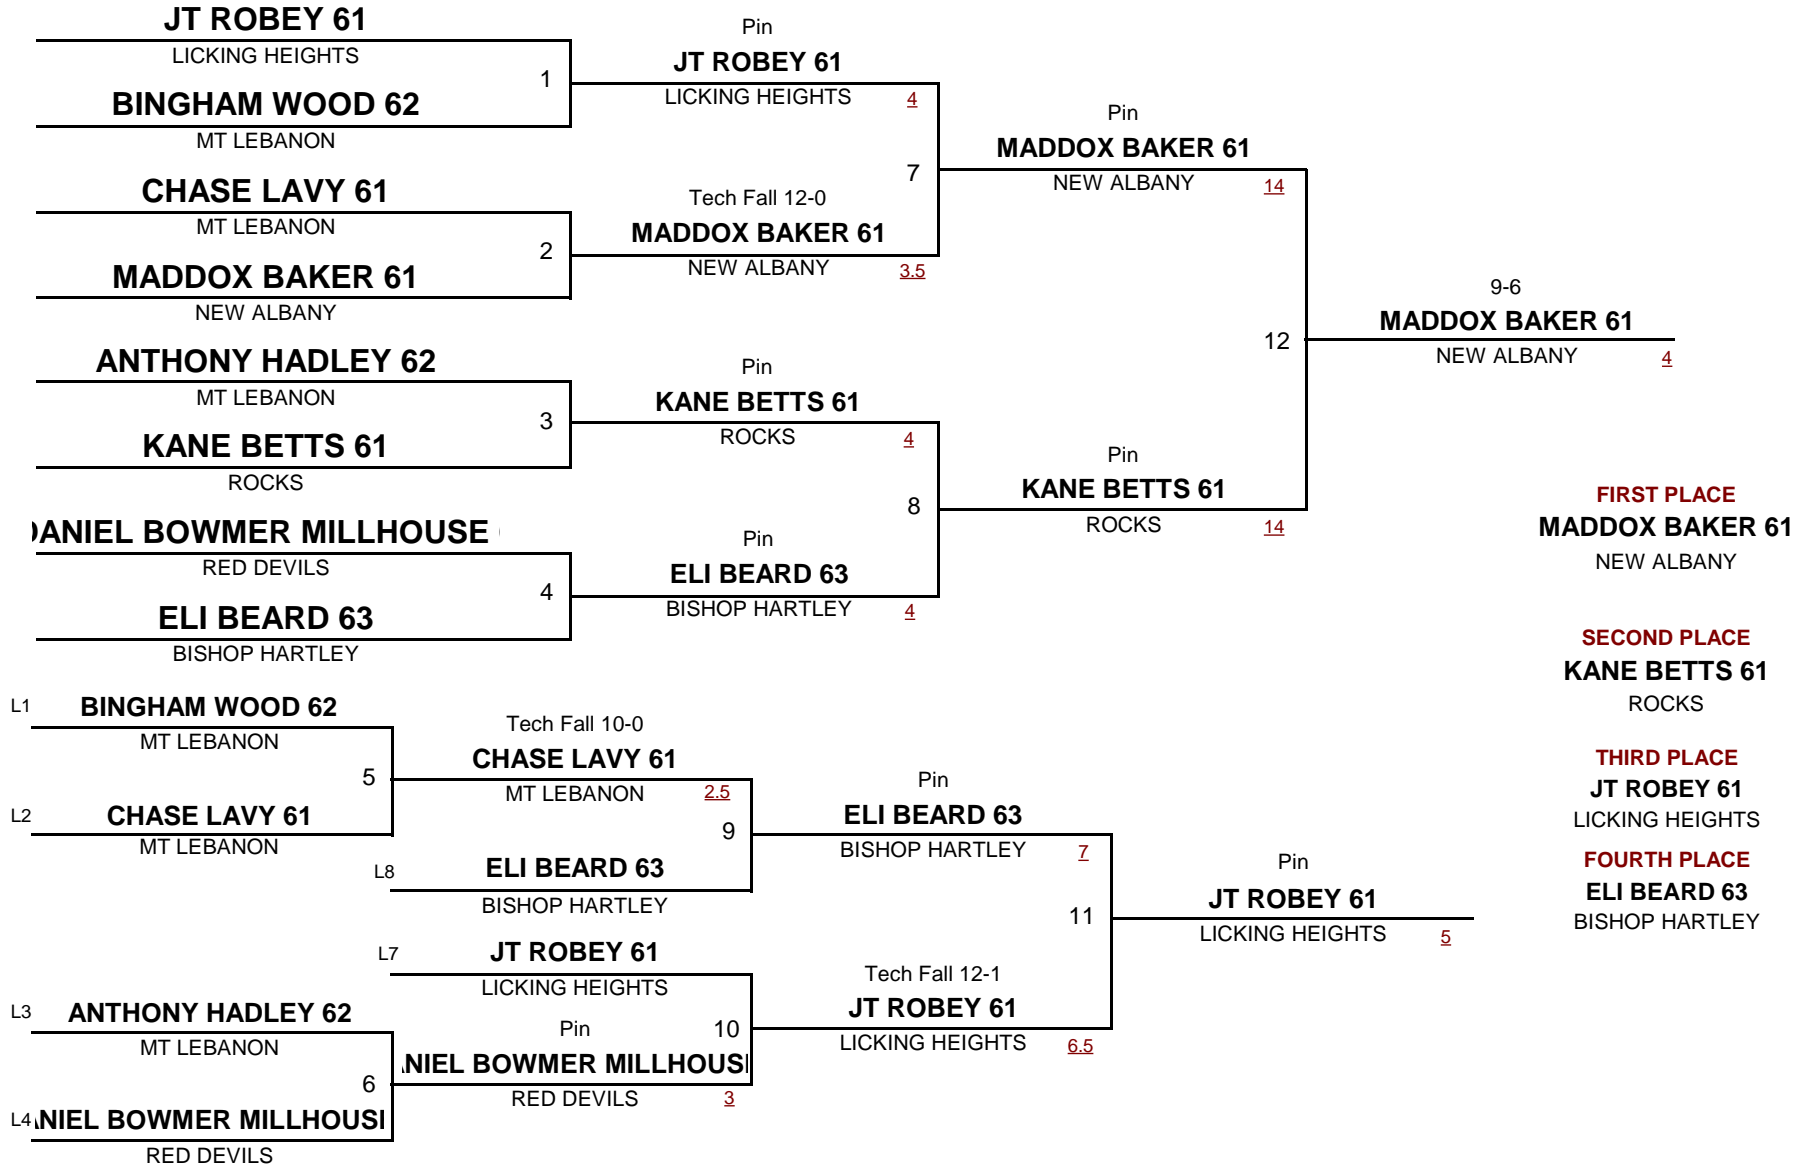 JT ROBEY 61
LICKING HEIGHTS
1
BINGHAM WOOD 62
MT LEBANON
CHASE LAVY 61
MT LEBANON
2
MADDOX BAKER 61
NEW ALBANY
ANTHONY HADLEY 62
MT LEBANON
3
KANE BETTS 61
ROCKS
DANIEL BOWMER MILLHOUSE
RED DEVILS
4
ELI BEARD 63
BISHOP HARTLEY
Pin
JT ROBEY 61
LICKING HEIGHTS 4
7
Tech Fall 12-0
MADDOX BAKER 61
NEW ALBANY 3.5
Pin
KANE BETTS 61
ROCKS 4
8
Pin
ELI BEARD 63
BISHOP HARTLEY 4
Pin
MADDOX BAKER 61
NEW ALBANY 14
12
Pin
KANE BETTS 61
ROCKS 14
9-6
MADDOX BAKER 61
NEW ALBANY 4
FIRST PLACE
MADDOX BAKER 61
NEW ALBANY
SECOND PLACE
KANE BETTS 61
ROCKS
THIRD PLACE
JT ROBEY 61
LICKING HEIGHTS
FOURTH PLACE
ELI BEARD 63
BISHOP HARTLEY
L1 BINGHAM WOOD 62
MT LEBANON
5
L2 CHASE LAVY 61
MT LEBANON
L3 ANTHONY HADLEY 62
MT LEBANON
6
L4 NIEL BOWMER MILLHOUS
RED DEVILS
Tech Fall 10-0
CHASE LAVY 61
MT LEBANON 2.5
9
L8 ELI BEARD 63
BISHOP HARTLEY
L7 JT ROBEY 61
LICKING HEIGHTS
Pin 10
NIEL BOWMER MILLHOUS
RED DEVILS 3
Pin
ELI BEARD 63
BISHOP HARTLEY 7
11
Tech Fall 12-1
JT ROBEY 61
LICKING HEIGHTS 6.5
Pin
JT ROBEY 61
LICKING HEIGHTS 5